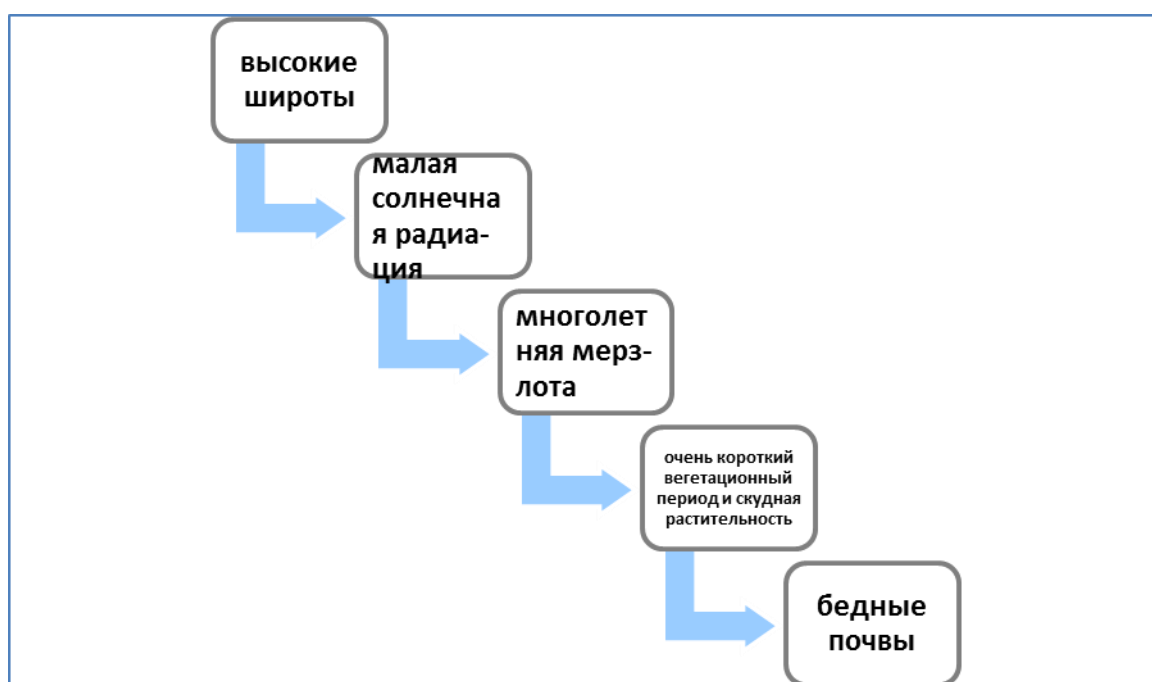 высокие
широты
малая
солнечна
я радиа-
ция
многолет
няя мерз-
лота
очень короткий
вегетационный
период и скудная
растительность
бедные
почвы